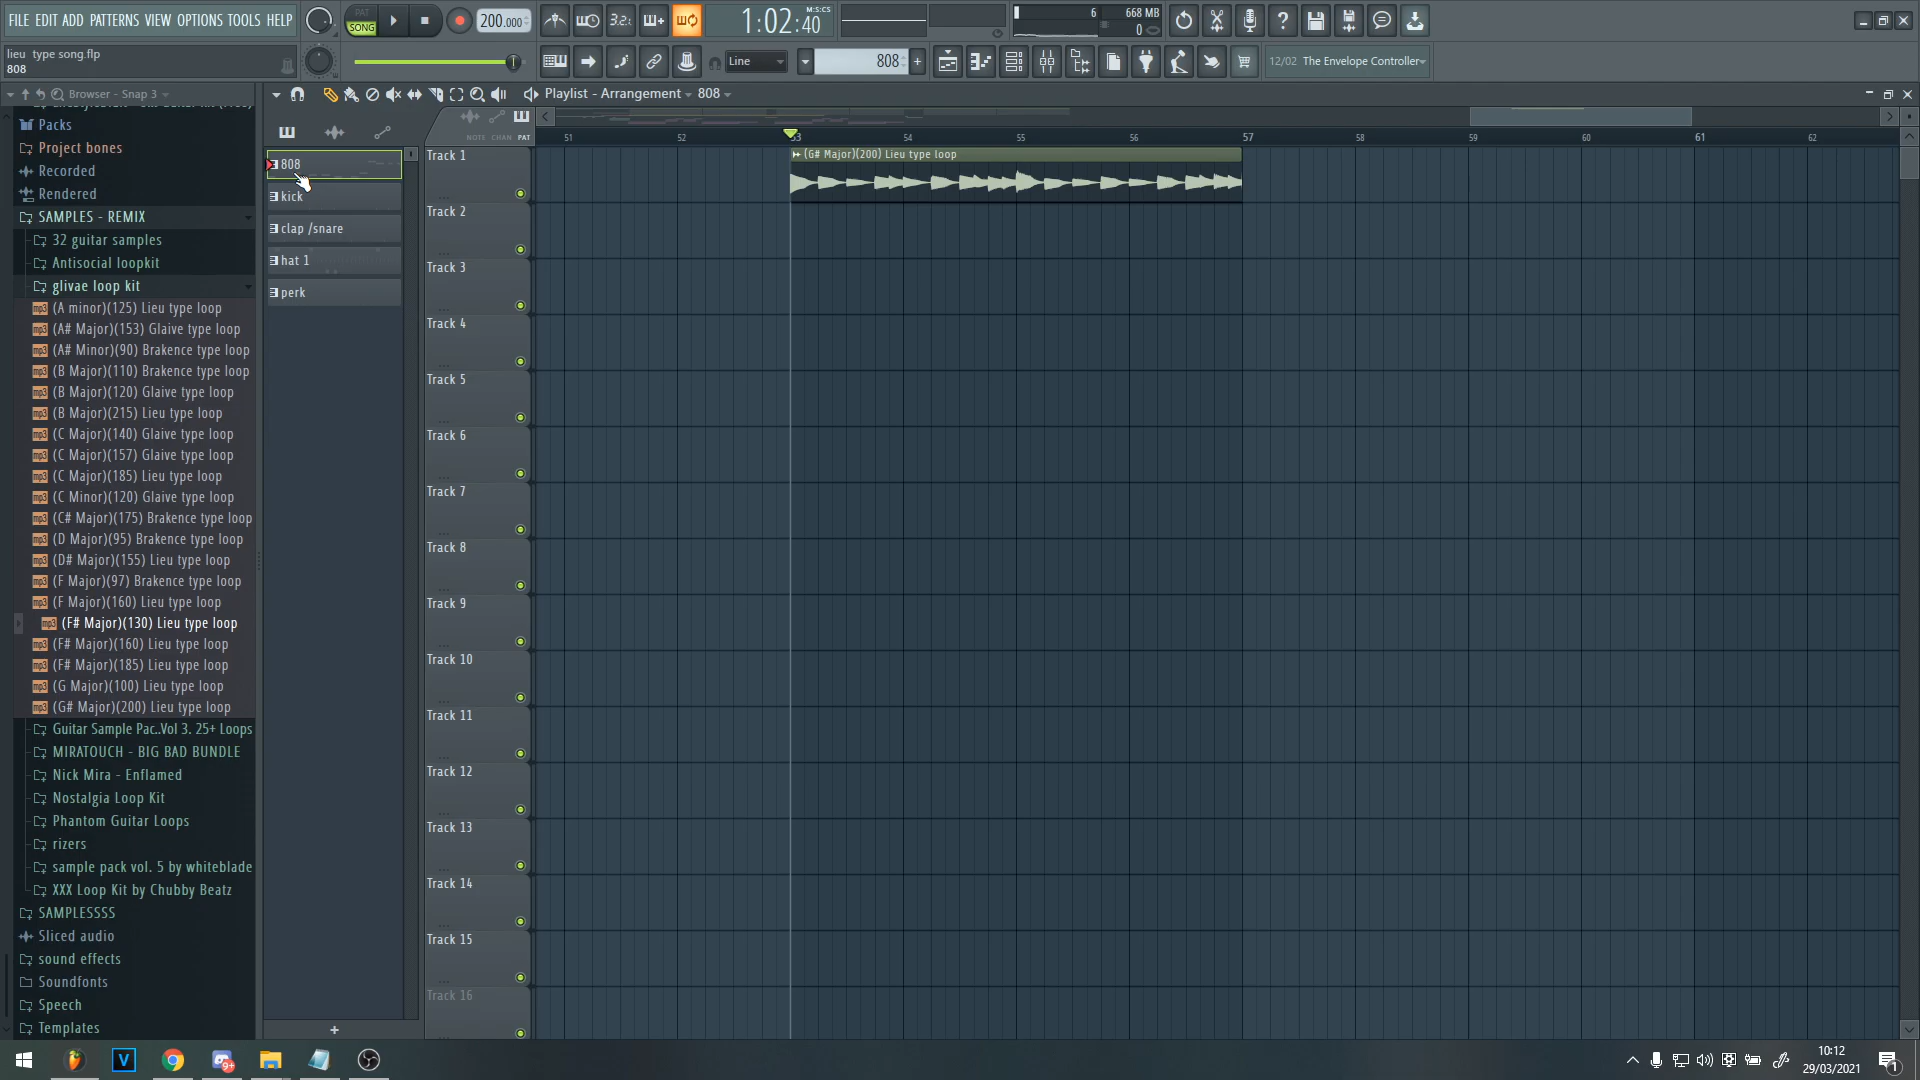 FILE EDIT ADD PATTERNS VIEW OPTIONS TOOLS HELP
PAT
SONG
200.000
3.2.
1:02:40
M:S:CS
6
668 MB
0
lieu type song.flp
808
Line
808
12/02 The Envelope Controller
Browser - Snap 3
Playlist - Arrangement 808
Packs
Project bones
Recorded
Rendered
SAMPLES - REMIX
32 guitar samples
Antisocial loopkit
glivae loop kit
(A minor)(125) Lieu type loop
(A# Major)(153) Glaive type loop
(A# Minor)(90) Brakence type loop
(B Major)(110) Brakence type loop
(B Major)(120) Glaive type loop
(B Major)(215) Lieu type loop
(C Major)(140) Glaive type loop
(C Major)(157) Glaive type loop
(C Major)(185) Lieu type loop
(C Minor)(120) Glaive type loop
(C# Major)(175) Brakence type loop
(D Major)(95) Brakence type loop
(D# Major)(155) Lieu type loop
(F Major)(97) Brakence type loop
(F Major)(160) Lieu type loop
(F# Major)(130) Lieu type loop
(F# Major)(160) Lieu type loop
(F# Major)(185) Lieu type loop
(G Major)(100) Lieu type loop
(G# Major)(200) Lieu type loop
Guitar Sample Pac..Vol 3. 25+ Loops
MIRATOUCH - BIG BAD BUNDLE
Nick Mira - Enflamed
Nostalgia Loop Kit
Phantom Guitar Loops
rizers
sample pack vol. 5 by whiteblade
XXX Loop Kit by Chubby Beatz
SAMPLESSSS
Sliced audio
sound effects
Soundfonts
Speech
Templates
808
kick
clap /snare
hat 1
perk
+
NOTE CHAN PAT
51 52 53 54 55 56 57 58 59 60 61 62
Track 1
(G# Major)(200) Lieu type loop
Track 2
Track 3
Track 4
Track 5
Track 6
Track 7
Track 8
Track 9
Track 10
Track 11
Track 12
Track 13
Track 14
Track 15
Track 16
10:12
29/03/2021